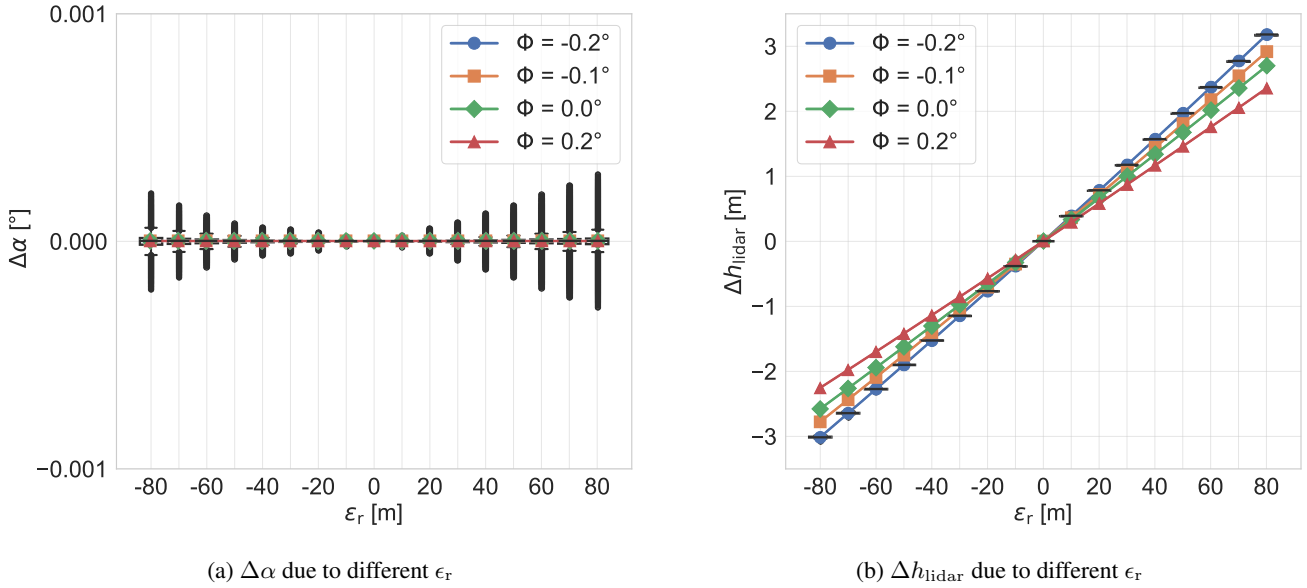 0.001
0.000
−0.001
Δα [°]
-80 -60 -40 -20 0 20 40 60 80
ϵr [m]
Φ = -0.2°
Φ = -0.1°
Φ = 0.0°
Φ = 0.2°
(a) Δα due to different ϵr
3
2
1
0
−1
−2
−3
Δhlidar [m]
-80 -60 -40 -20 0 20 40 60 80
ϵr [m]
Φ = -0.2°
Φ = -0.1°
Φ = 0.0°
Φ = 0.2°
(b) Δhlidar due to different ϵr